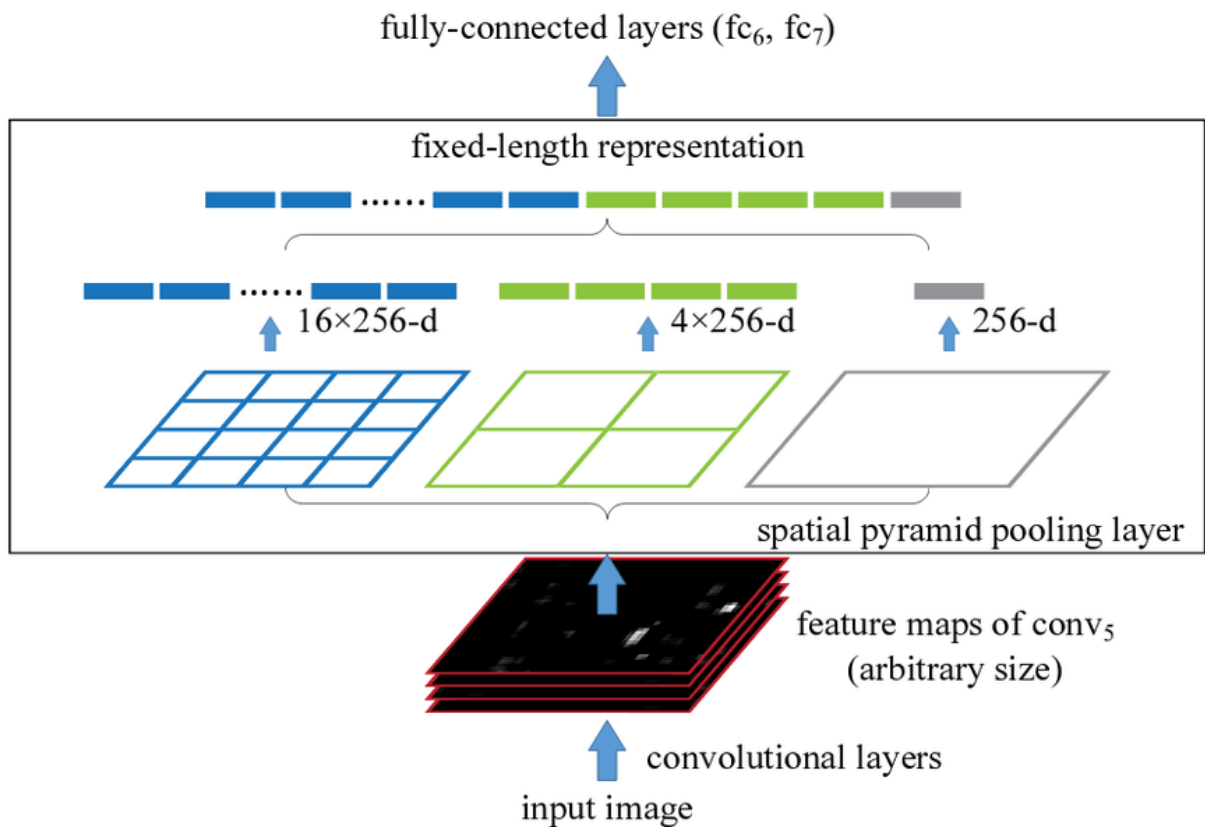 fully-connected layers (fc₆, fc₇)
fixed-length representation
......
......
16×256-d
4×256-d
256-d
spatial pyramid pooling layer
feature maps of conv₅
(arbitrary size)
convolutional layers
input image